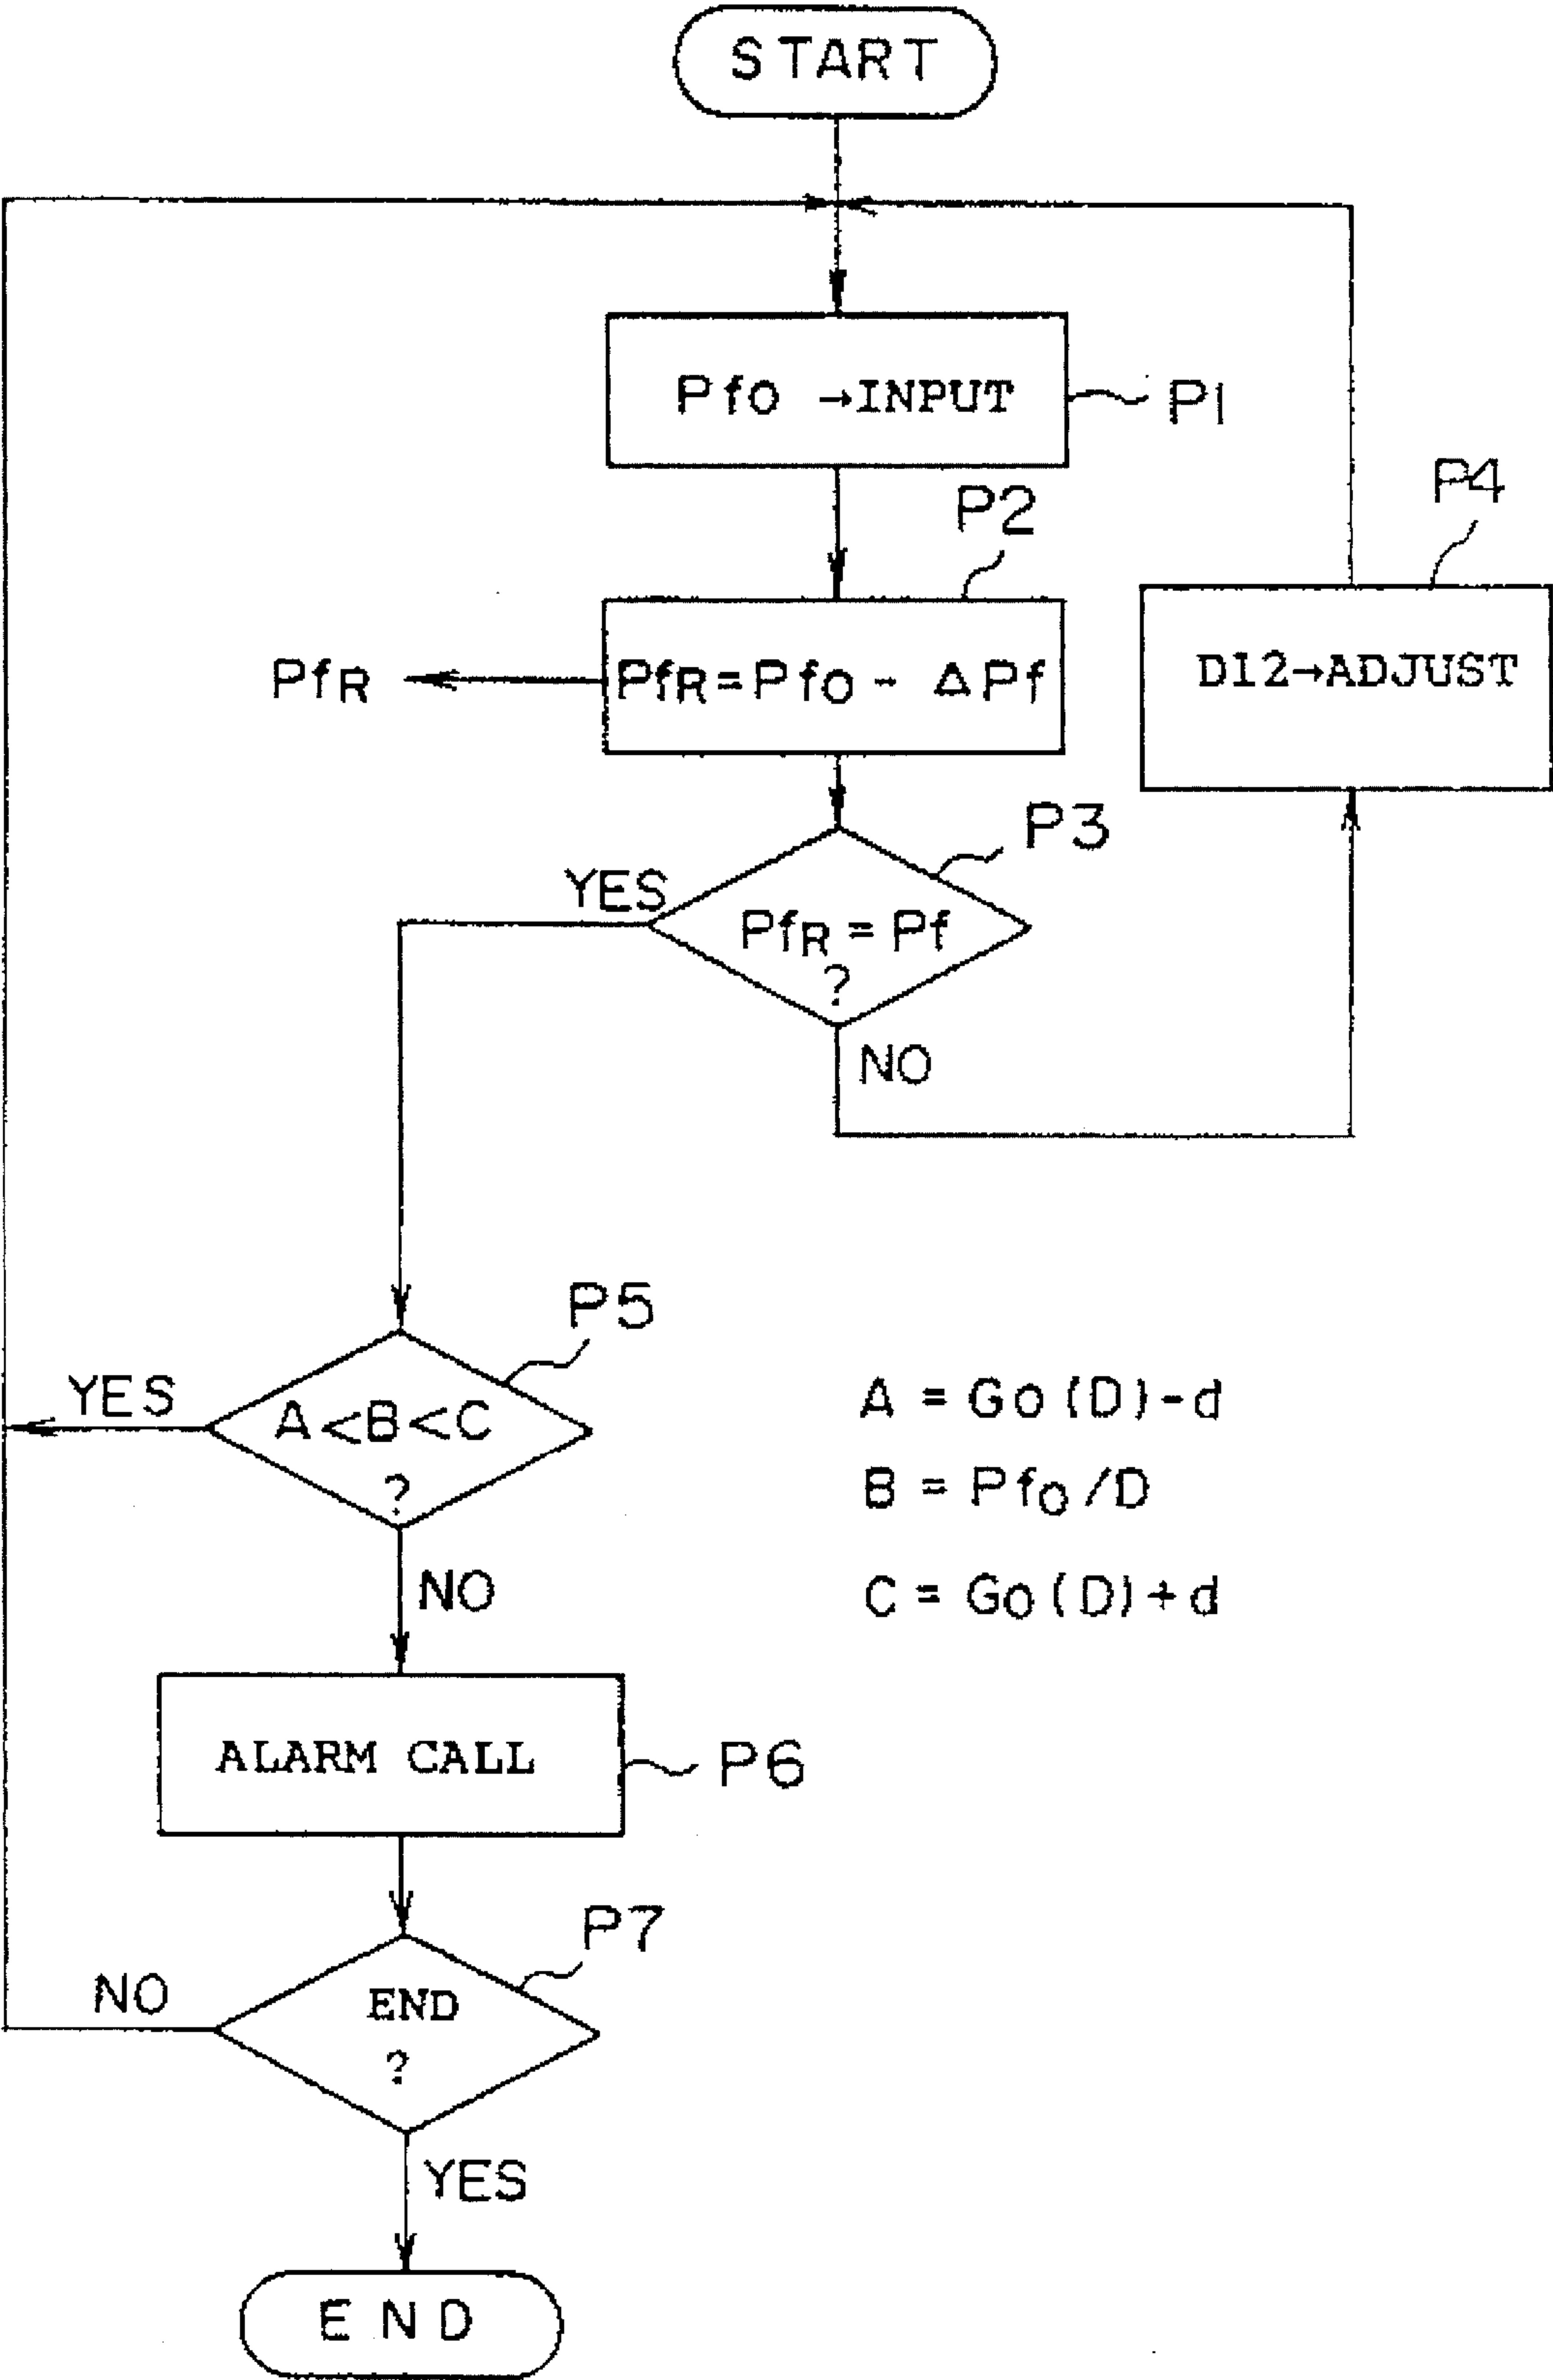 START
Pfo →INPUT
P1
P2
P4
PfR
PfR=Pfo - ΔPf
D12→ADJUST
P3
YES
PfR = Pf
?
NO
P5
YES
A<B<C
?
A = Go(D)-d
B = Pfo/D
C = Go(D)+d
NO
ALARM CALL
P6
P7
NO
END
?
YES
END